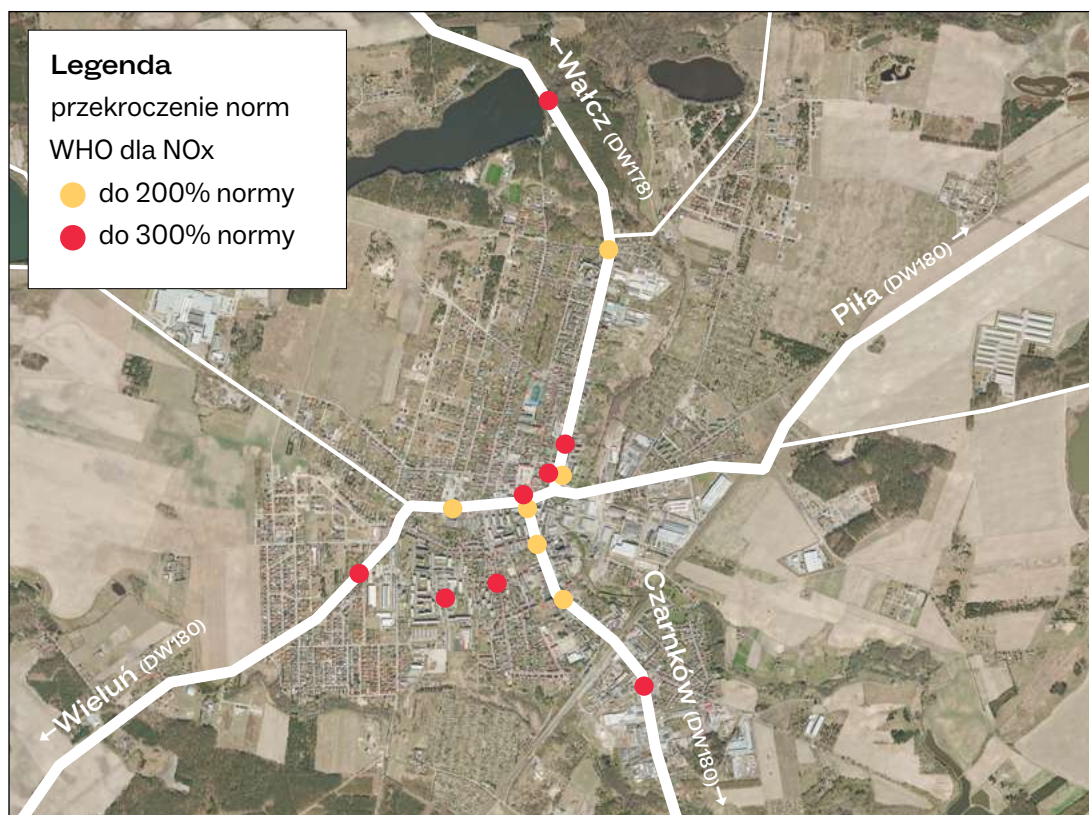 Legenda
przekroczenie norm
WHO dla NOx
do 200% normy
do 300% normy
←Wałcz (DW178)
Piła (DW180)→
←Wieluń (DW180)
Czarnków (DW180)→